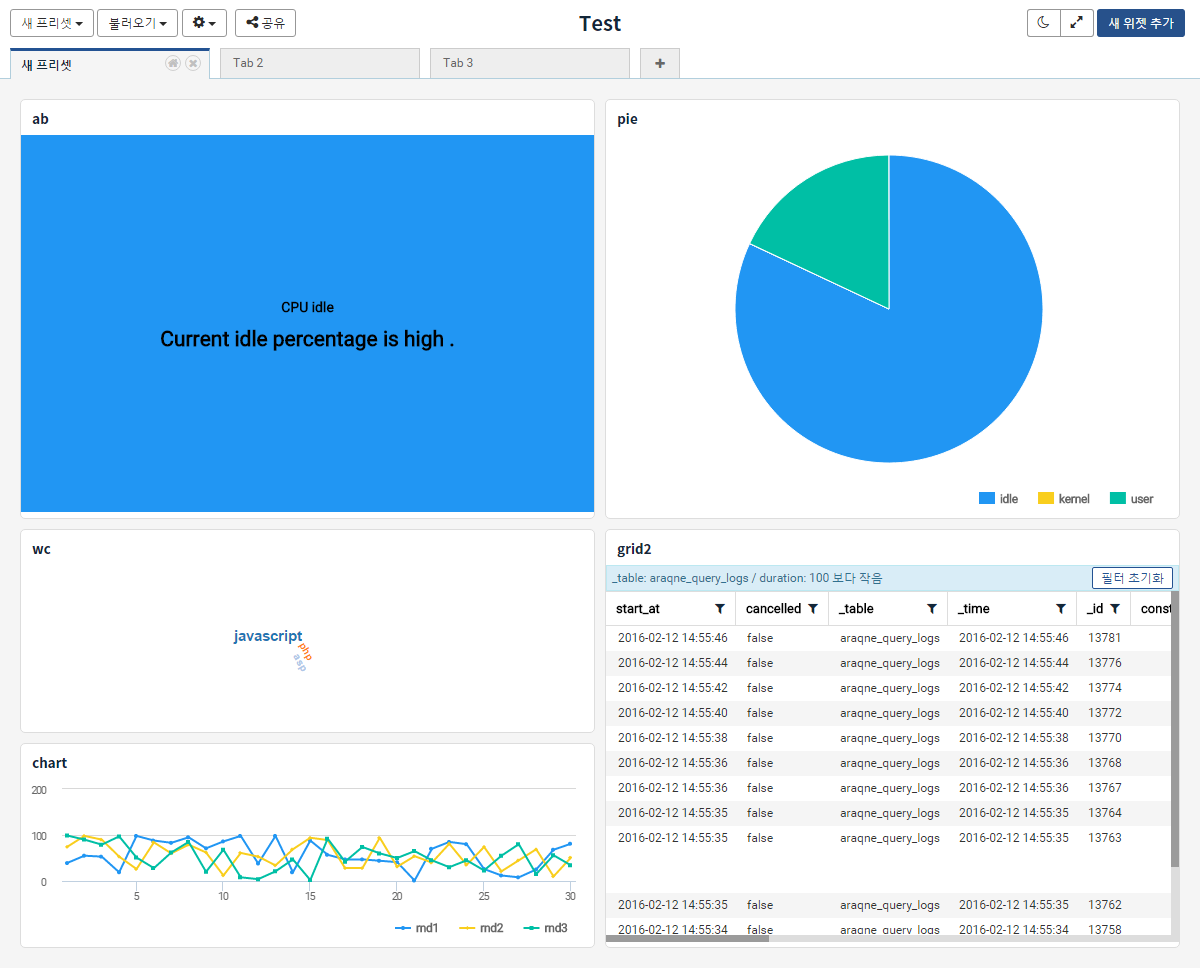 새 프리셋 불러오기 공유 Test 새 위젯 추가
새 프리셋 Tab 2 Tab 3
ab
CPU idle
Current idle percentage is high .
pie
idle kernel user
wc
javascript
php
asp
chart
200
100
0
5 10 15 20 25 30
md1 md2 md3
grid2
_table: araqne_query_logs / duration: 100 보다 작음 필터 초기화
start_at cancelled _table _time _id const
2016-02-12 14:55:46 false araqne_query_logs 2016-02-12 14:55:46 13781
2016-02-12 14:55:44 false araqne_query_logs 2016-02-12 14:55:44 13776
2016-02-12 14:55:42 false araqne_query_logs 2016-02-12 14:55:42 13774
2016-02-12 14:55:40 false araqne_query_logs 2016-02-12 14:55:40 13772
2016-02-12 14:55:38 false araqne_query_logs 2016-02-12 14:55:38 13770
2016-02-12 14:55:36 false araqne_query_logs 2016-02-12 14:55:36 13768
2016-02-12 14:55:36 false araqne_query_logs 2016-02-12 14:55:36 13767
2016-02-12 14:55:35 false araqne_query_logs 2016-02-12 14:55:35 13764
2016-02-12 14:55:35 false araqne_query_logs 2016-02-12 14:55:35 13763
2016-02-12 14:55:35 false araqne_query_logs 2016-02-12 14:55:35 13762
2016-02-12 14:55:34 false araqne_query_logs 2016-02-12 14:55:34 13758